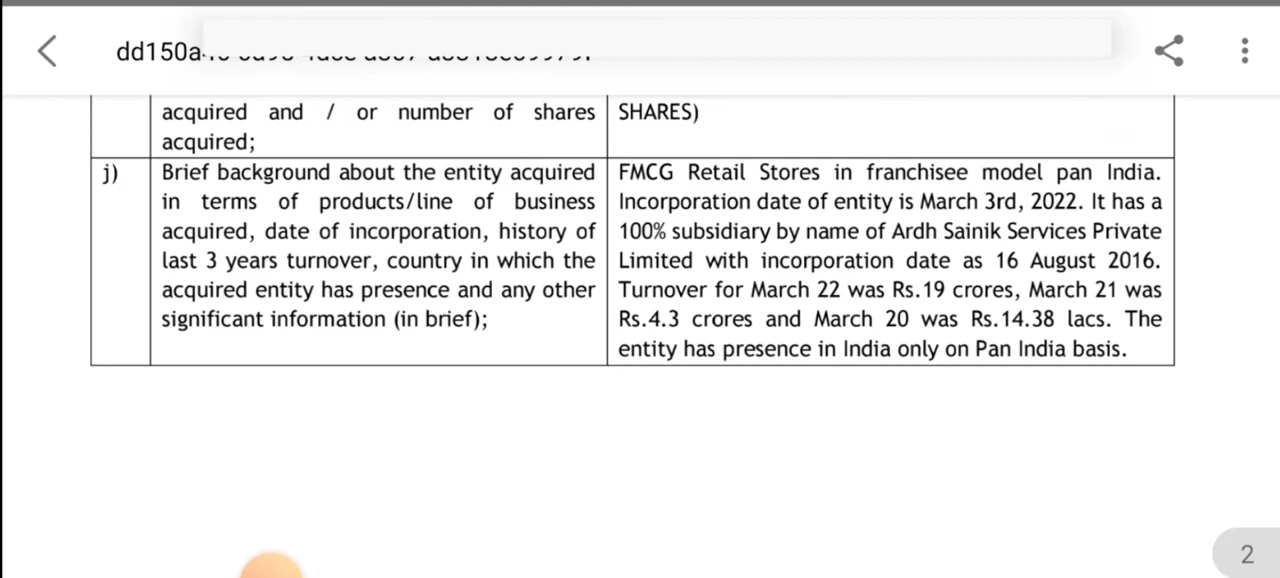 dd150a
acquired and / or number of shares
acquired;
SHARES)
j)
Brief background about the entity acquired
in terms of products/line of business
acquired, date of incorporation, history of
last 3 years turnover, country in which the
acquired entity has presence and any other
significant information (in brief);
FMCG Retail Stores in franchisee model pan India.
Incorporation date of entity is March 3rd, 2022. It has a
100% subsidiary by name of Ardh Sainik Services Private
Limited with incorporation date as 16 August 2016.
Turnover for March 22 was Rs.19 crores, March 21 was
Rs.4.3 crores and March 20 was Rs.14.38 lacs. The
entity has presence in India only on Pan India basis.
2